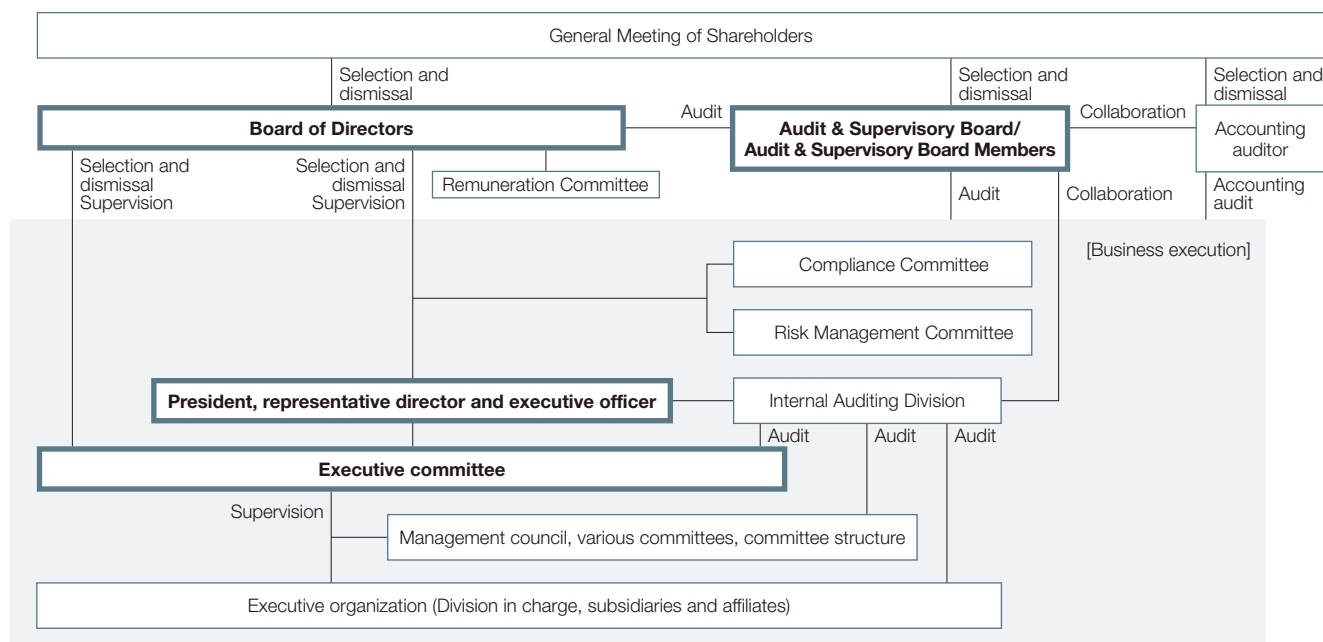 General Meeting of Shareholders
Selection and
dismissal
Selection and
dismissal
Selection and
dismissal
Board of Directors
Audit
Audit & Supervisory Board/
Audit & Supervisory Board Members
Collaboration
Accounting
auditor
Selection and
dismissal
Supervision
Selection and
dismissal
Supervision
Remuneration Committee
Audit
Collaboration
Accounting
audit
[Business execution]
Compliance Committee
Risk Management Committee
President, representative director and executive officer
Internal Auditing Division
Audit
Audit
Audit
Executive committee
Supervision
Management council, various committees, committee structure
Executive organization (Division in charge, subsidiaries and affiliates)